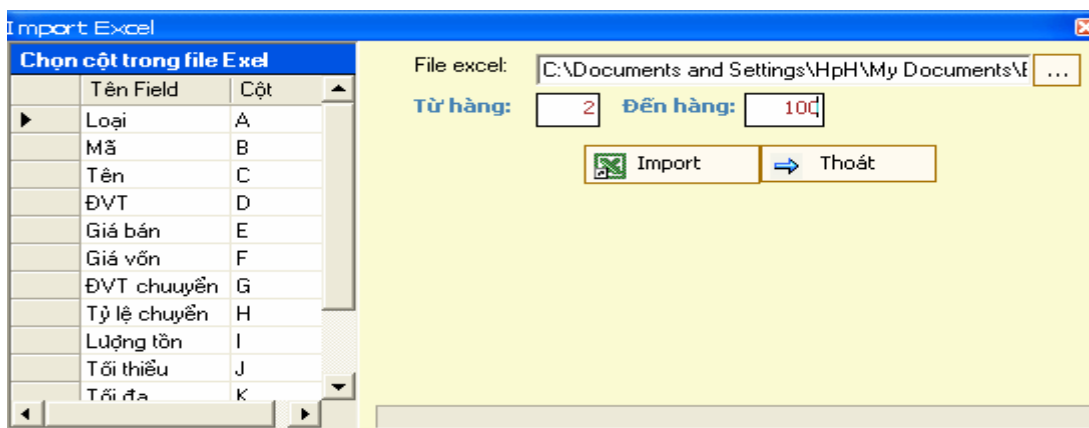 Import Excel
Chọn cột trong file Exel
Tên Field Cột
Loại A
Mã B
Tên C
ĐVT D
Giá bán E
Giá vốn F
ĐVT chuuyển G
Tỷ lệ chuyển H
Lượng tồn I
Tối thiểu J
Tối đa K
File excel: C:\Documents and Settings\HpH\My Documents\E ...
Từ hàng: 2 Đến hàng: 100
Import Thoát